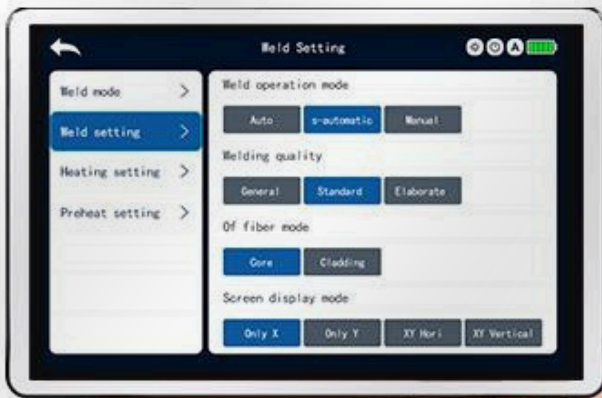 Weld Setting
A
Weld mode >
Weld setting >
Heating setting >
Preheat setting >
Weld operation mode
Auto s-automatic Manual
Welding quality
General Standard Elaborate
Of fiber mode
Core Cladding
Screen display mode
Only X Only Y XY Hori XY Vertical